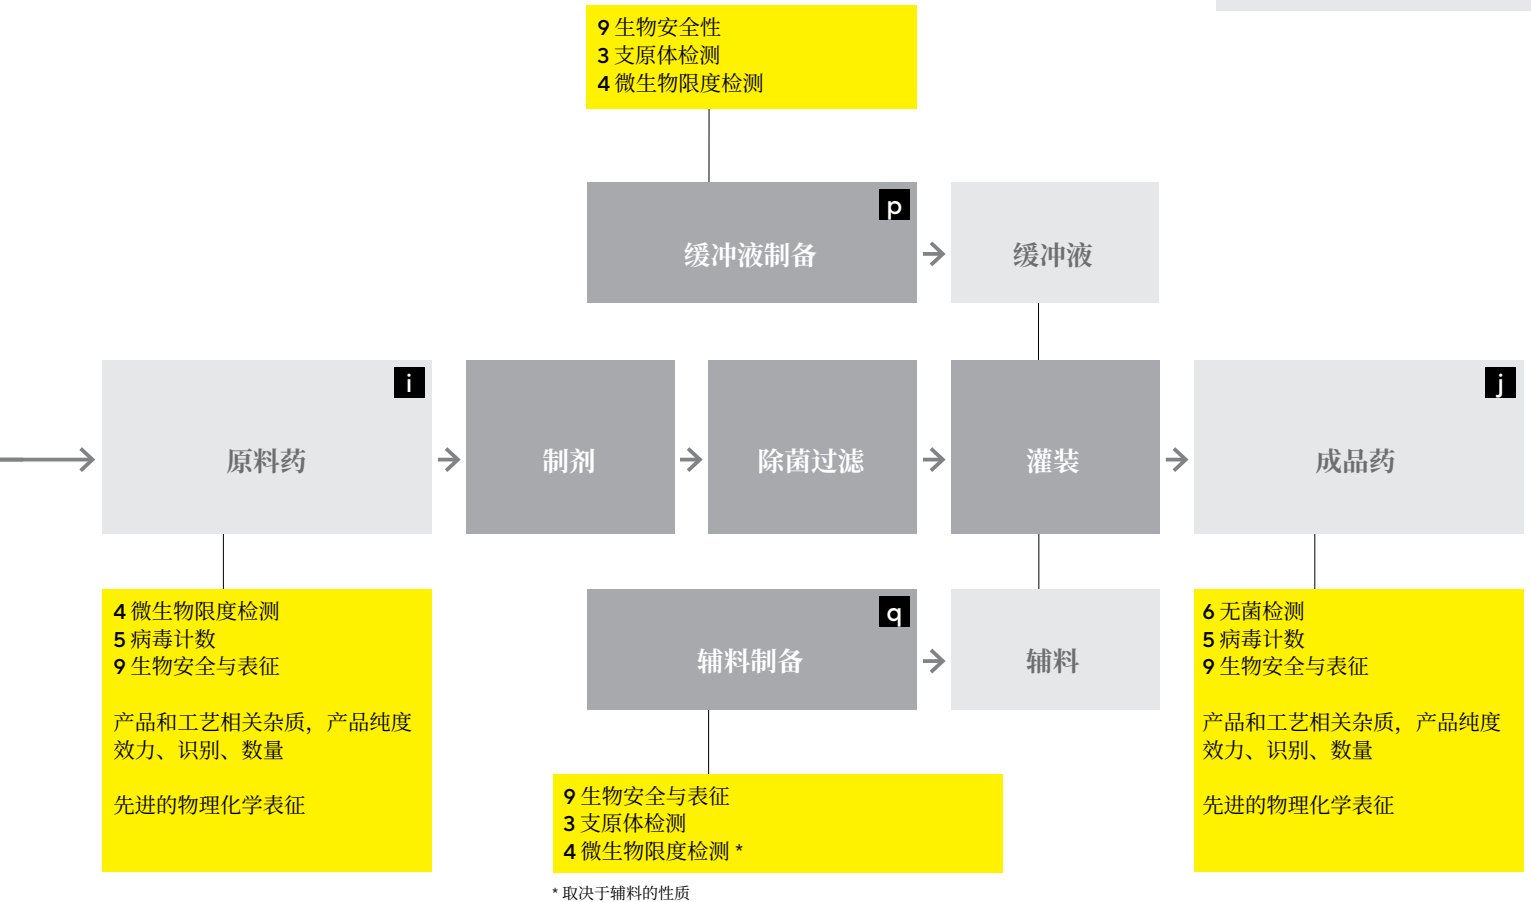 9 生物安全性
3 支原体检测
4 微生物限度检测
p
缓冲液制备
缓冲液
i
原料药
制剂
除菌过滤
灌装
j
成品药
4 微生物限度检测
5 病毒计数
9 生物安全与表征
产品和工艺相关杂质，产品纯度
效力、识别、数量
先进的物理化学表征
q
辅料制备
辅料
9 生物安全与表征
3 支原体检测
4 微生物限度检测 *
* 取决于辅料的性质
6 无菌检测
5 病毒计数
9 生物安全与表征
产品和工艺相关杂质，产品纯度
效力、识别、数量
先进的物理化学表征